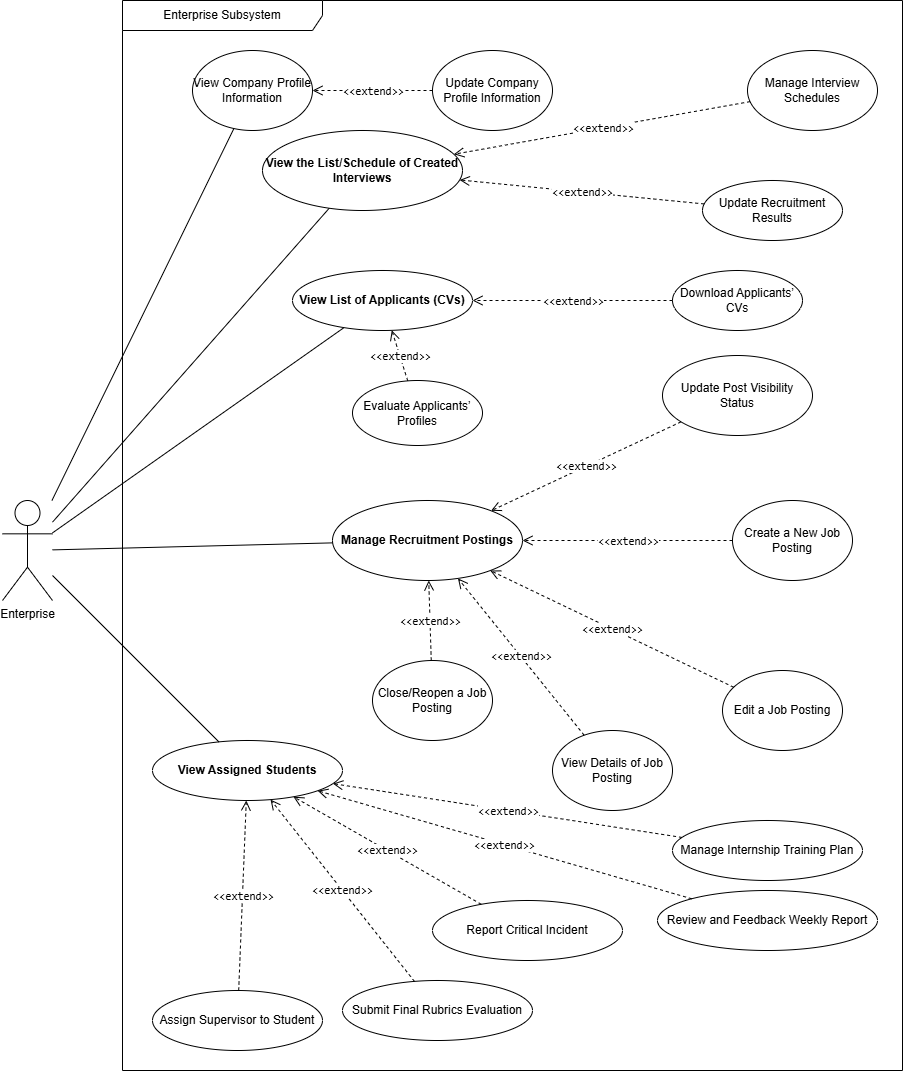 Enterprise Subsystem
View Company Profile
Information
<<extend>>
Update Company
Profile Information
Manage Interview
Schedules
<<extend>>
View the List/Schedule of Created
Interviews
<<extend>>
Update Recruitment
Results
View List of Applicants (CVs)
<<extend>>
Download Applicants'
CVs
<<extend>>
Evaluate Applicants'
Profiles
Update Post Visibility
Status
<<extend>>
Manage Recruitment Postings
<<extend>>
Create a New Job
Posting
Enterprise
<<extend>>
<<extend>>
<<extend>>
Close/Reopen a Job
Posting
Edit a Job Posting
View Details of Job
Posting
View Assigned Students
<<extend>>
Manage Internship Training Plan
<<extend>>
<<extend>>
Review and Feedback Weekly Report
<<extend>>
<<extend>>
Report Critical Incident
Assign Supervisor to Student
Submit Final Rubrics Evaluation